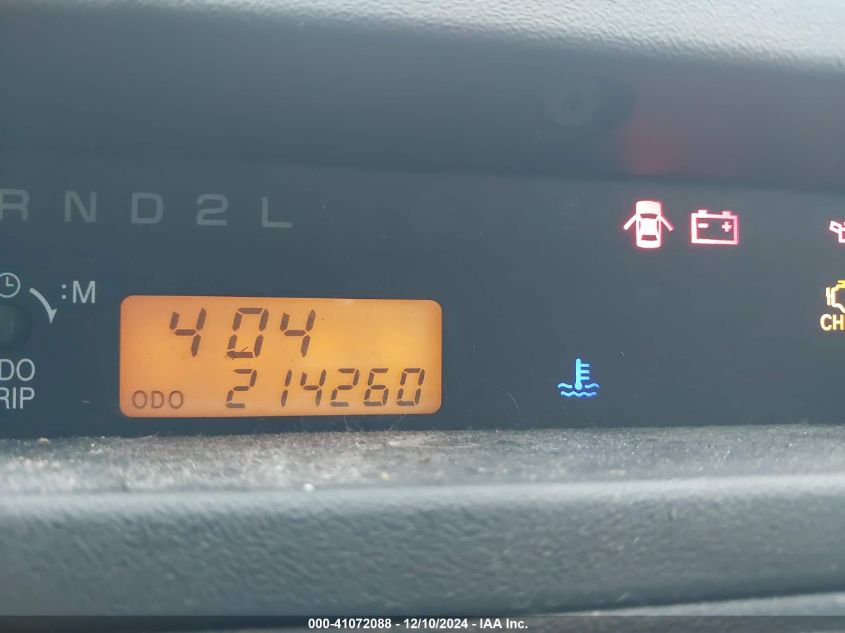 R N D 2 L
:M
404
ODO 214260
DO
RIP
CH
000-41072088 - 12/10/2024 - IAA Inc.